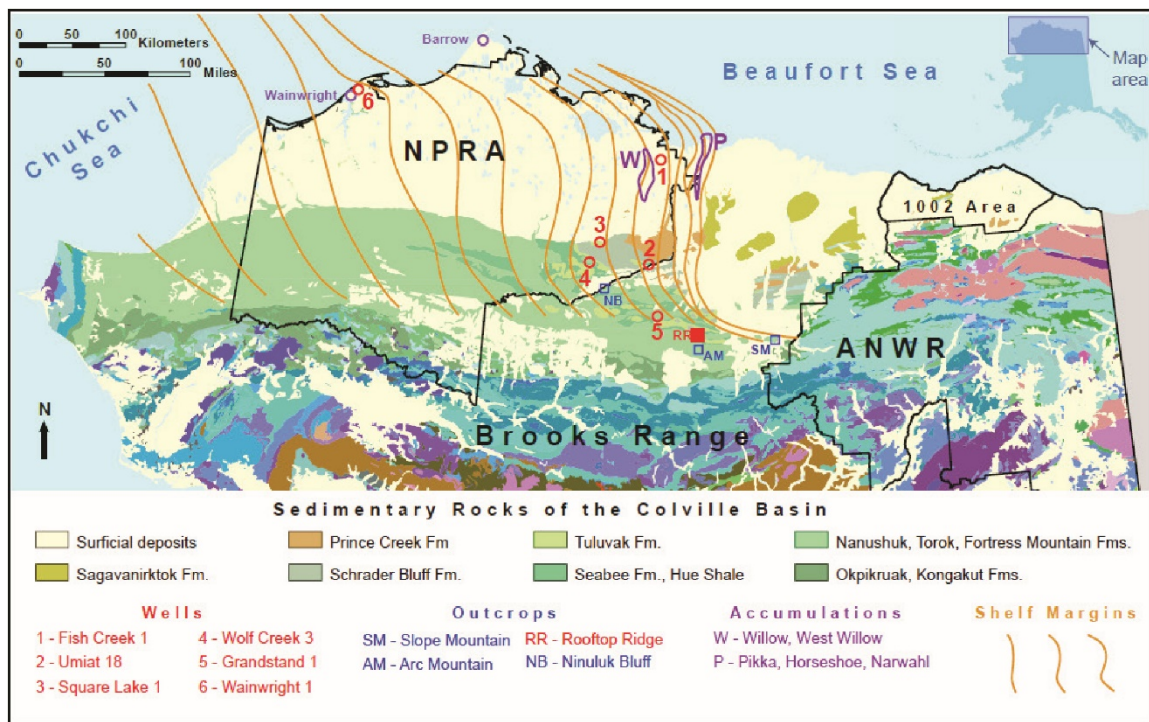 0 50 100 Kilometers
0 50 100 Miles
Barrow
Beaufort Sea
Map
area
Wainwright
6
Chukchi
Sea
NPRA
W
1
P
1002 Area
3
2
4
NB
5
RR
AM
SM
ANWR
N
Brooks Range
Sedimentary Rocks of the Colville Basin
Surficial deposits
Prince Creek Fm
Tuluvak Fm.
Nanushuk, Torok, Fortress Mountain Fms.
Sagavanirktok Fm.
Schrader Bluff Fm.
Seabee Fm., Hue Shale
Okpikruak, Kongakut Fms.
Wells
1 - Fish Creek 1
2 - Umiat 18
3 - Square Lake 1
4 - Wolf Creek 3
5 - Grandstand 1
6 - Wainwright 1
Outcrops
SM - Slope Mountain
AM - Arc Mountain
RR - Rooftop Ridge
NB - Ninuluk Bluff
Accumulations
W - Willow, West Willow
P - Pikka, Horseshoe, Narwahl
Shelf Margins